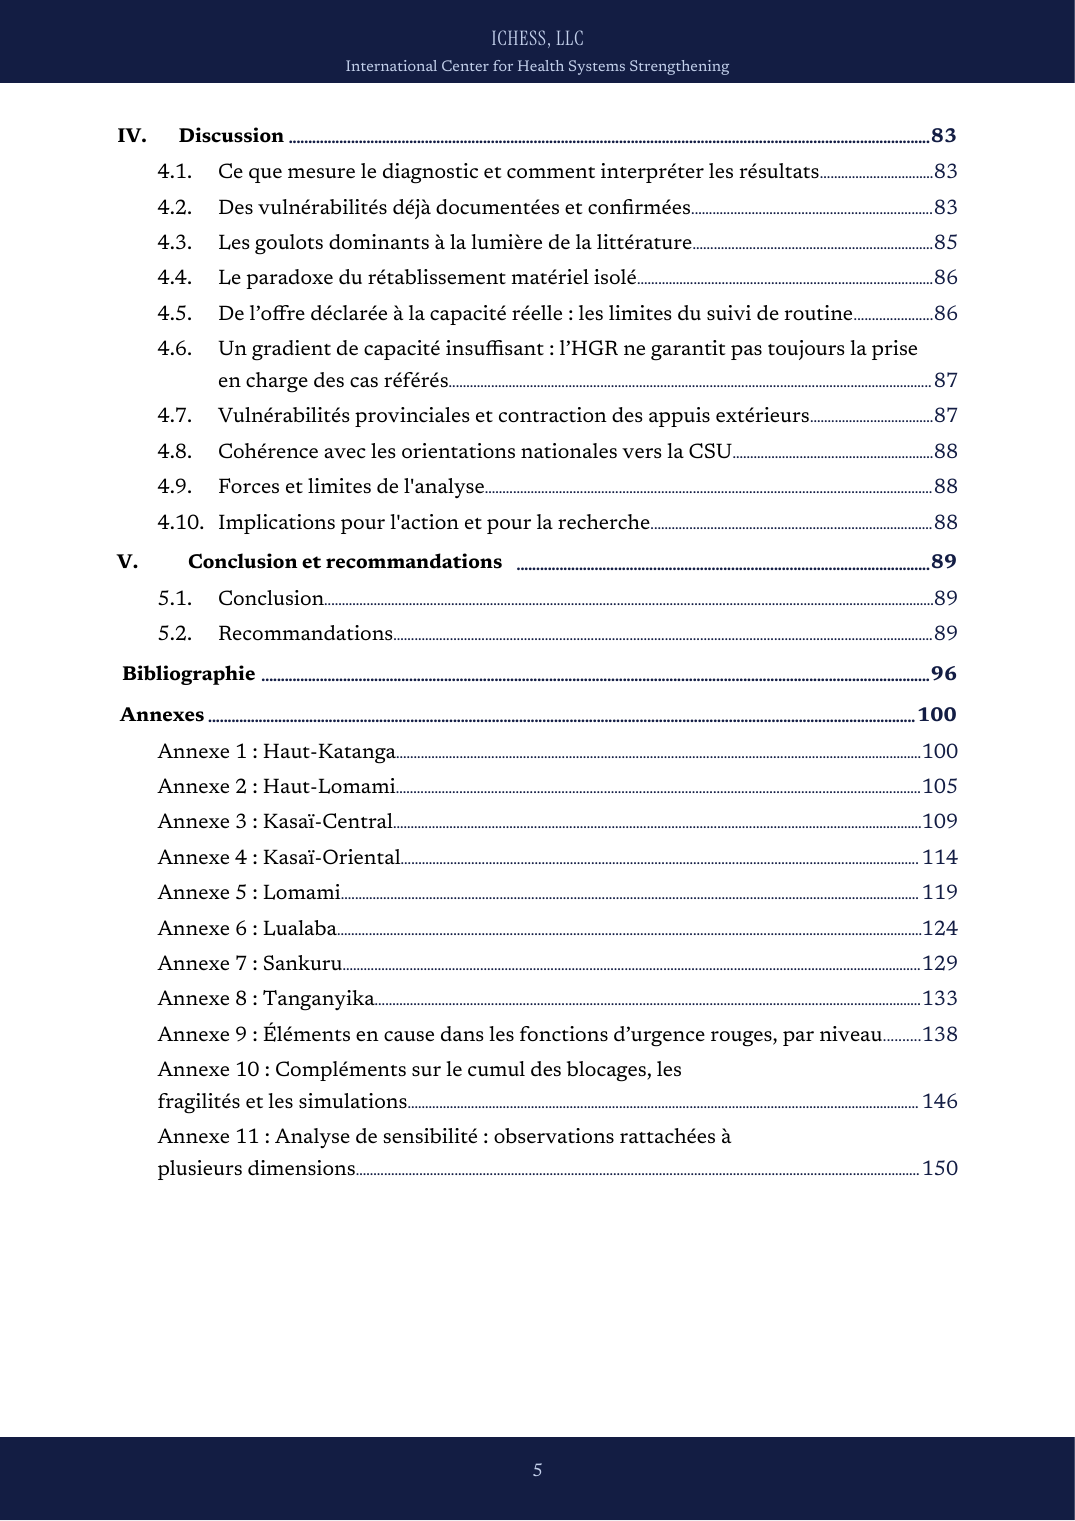 ICHESS, LLC
International Center for Health Systems Strengthening
IV. Discussion 83
4.1. Ce que mesure le diagnostic et comment interpréter les résultats 83
4.2. Des vulnérabilités déjà documentées et confirmées 83
4.3. Les goulots dominants à la lumière de la littérature 85
4.4. Le paradoxe du rétablissement matériel isolé 86
4.5. De l’offre déclarée à la capacité réelle : les limites du suivi de routine 86
4.6. Un gradient de capacité insuffisant : l’HGR ne garantit pas toujours la prise
en charge des cas référés 87
4.7. Vulnérabilités provinciales et contraction des appuis extérieurs 87
4.8. Cohérence avec les orientations nationales vers la CSU 88
4.9. Forces et limites de l'analyse 88
4.10. Implications pour l'action et pour la recherche 88
V. Conclusion et recommandations 89
5.1. Conclusion 89
5.2. Recommandations 89
Bibliographie 96
Annexes 100
Annexe 1 : Haut-Katanga 100
Annexe 2 : Haut-Lomami 105
Annexe 3 : Kasaï-Central 109
Annexe 4 : Kasaï-Oriental 114
Annexe 5 : Lomami 119
Annexe 6 : Lualaba 124
Annexe 7 : Sankuru 129
Annexe 8 : Tanganyika 133
Annexe 9 : Éléments en cause dans les fonctions d’urgence rouges, par niveau 138
Annexe 10 : Compléments sur le cumul des blocages, les
fragilités et les simulations 146
Annexe 11 : Analyse de sensibilité : observations rattachées à
plusieurs dimensions 150
5